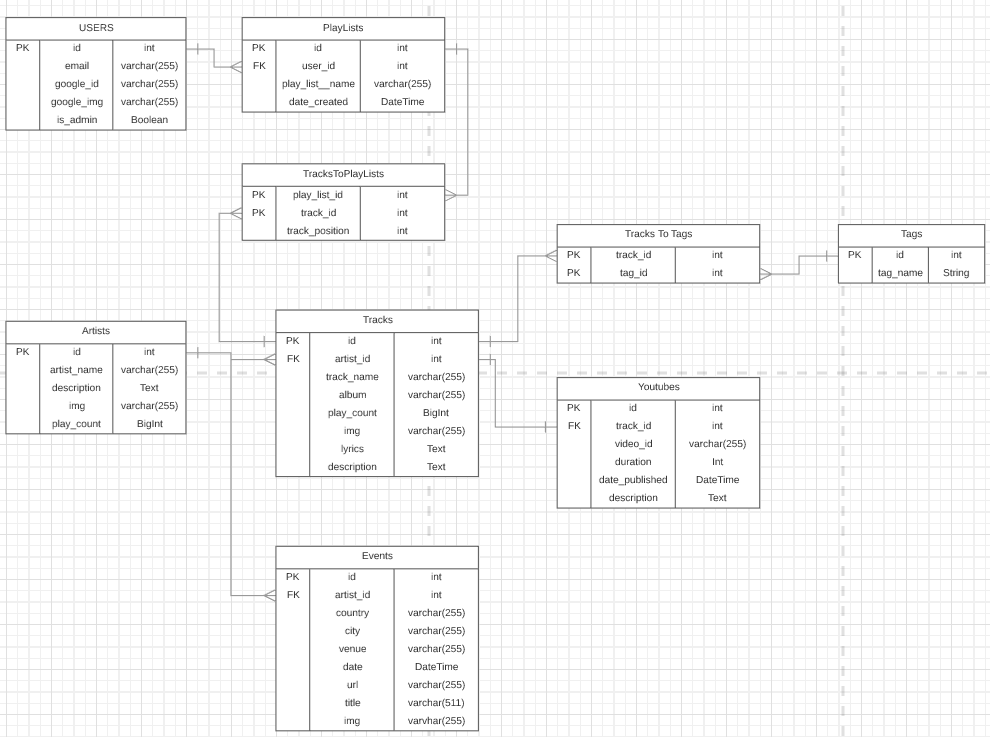 USERS
PK id int
email varchar(255)
google_id varchar(255)
google_img varchar(255)
is_admin Boolean
PlayLists
PK id int
FK user_id int
play_list__name varchar(255)
date_created DateTime
TracksToPlayLists
PK play_list_id int
PK track_id int
track_position int
Tracks To Tags
PK track_id int
PK tag_id int
Tags
PK id int
tag_name String
Artists
PK id int
artist_name varchar(255)
description Text
img varchar(255)
play_count BigInt
Tracks
PK id int
FK artist_id int
track_name varchar(255)
album varchar(255)
play_count BigInt
img varchar(255)
lyrics Text
description Text
Youtubes
PK id int
FK track_id int
video_id varchar(255)
duration Int
date_published DateTime
description Text
Events
PK id int
FK artist_id int
country varchar(255)
city varchar(255)
venue varchar(255)
date DateTime
url varchar(255)
title varchar(511)
img varvhar(255)